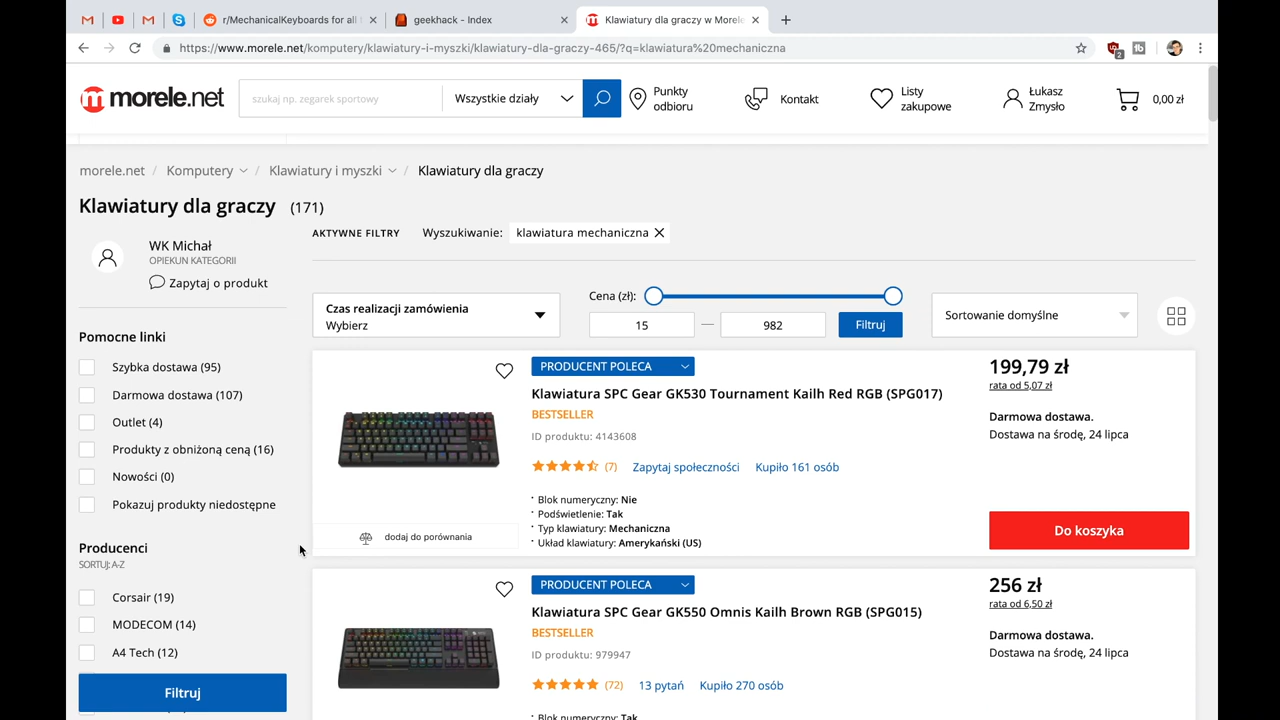 r/MechanicalKeyboards for all
geekhack - Index
Klawiatury dla graczy w Morele
https://www.morele.net/komputery/klawiatury-i-myszki/klawiatury-dla-graczy-465/?q=klawiatura%20mechaniczna
2
morele.net
szukaj np. zegarek sportowy
Wszystkie działy
Punkty
odbioru
Kontakt
Listy
zakupowe
Łukasz
Zmysło
0,00 zł
morele.net / Komputery / Klawiatury i myszki / Klawiatury dla graczy
Klawiatury dla graczy (171)
WK Michał
OPIEKUN KATEGORII
Zapytaj o produkt
AKTYWNE FILTRY Wyszukiwanie: klawiatura mechaniczna
Czas realizacji zamówienia
Wybierz
Cena (zł):
15 — 982
Filtruj
Sortowanie domyślne
Pomocne linki
Szybka dostawa (95)
Darmowa dostawa (107)
Outlet (4)
Produkty z obniżoną ceną (16)
Nowości (0)
Pokazuj produkty niedostępne
Producenci
SORTUJ: A-Z
Corsair (19)
MODECOM (14)
A4 Tech (12)
Filtruj
PRODUCENT POLECA
Klawiatura SPC Gear GK530 Tournament Kailh Red RGB (SPG017)
BESTSELLER
ID produktu: 4143608
(7) Zapytaj społeczności Kupiło 161 osób
Blok numeryczny: Nie
Podświetlenie: Tak
Typ klawiatury: Mechaniczna
Układ klawiatury: Amerykański (US)
dodaj do porównania
199,79 zł
rata od 5,07 zł
Darmowa dostawa.
Dostawa na środę, 24 lipca
Do koszyka
PRODUCENT POLECA
Klawiatura SPC Gear GK550 Omnis Kailh Brown RGB (SPG015)
BESTSELLER
ID produktu: 979947
(72) 13 pytań Kupiło 270 osób
Blok numeryczny: Tak
256 zł
rata od 6,50 zł
Darmowa dostawa.
Dostawa na środę, 24 lipca